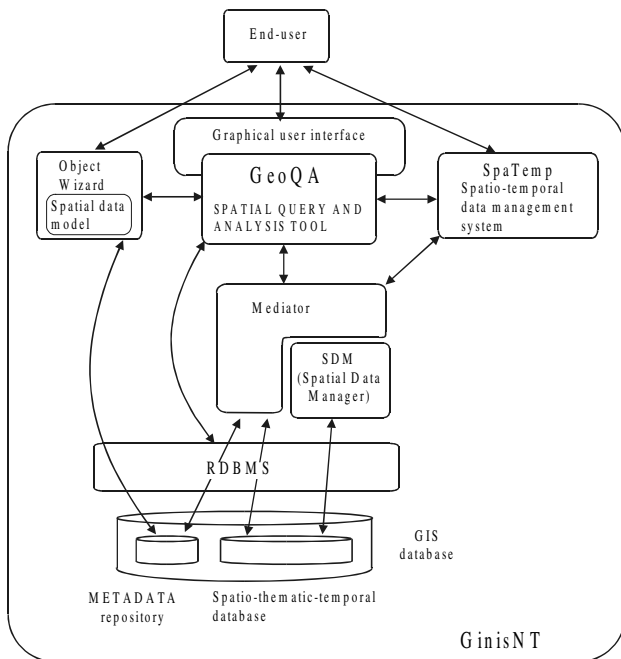 End-user
Graphical user interface
Object
Wizard
Spatial data
model
GeoQA
SPATIAL QUERY AND
ANALYSIS TOOL
SpaTemp
Spatio-temporal
data management
system
Mediator
SDM
(Spatial Data
Manager)
RDBMS
GIS
database
METADATA
repository
Spatio-thematic-temporal
database
GinisNT